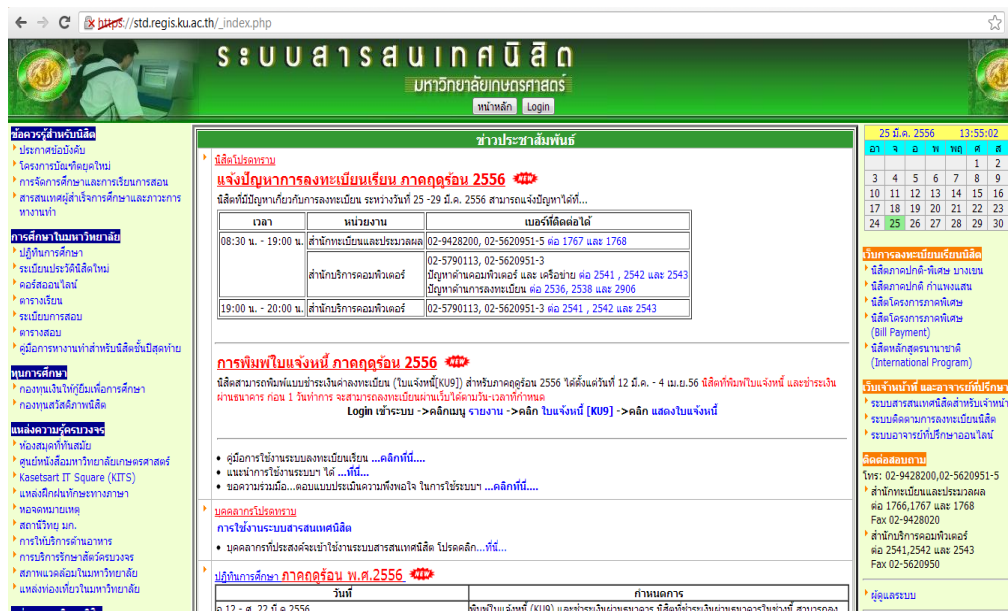 https://std.regis.ku.ac.th/_index.php
ระบบสารสนเทศนิสิต
มหาวิทยาลัยเกษตรศาสตร์
หน้าหลัก Login
ข้อควรรู้สำหรับนิสิต
ประกาศข้อบังคับ
โครงการบัณฑิตยุคใหม่
การจัดการศึกษาและการเรียนการสอน
สารสนเทศผู้สำเร็จการศึกษาและภาวะการ
หางานทำ
การศึกษาในมหาวิทยาลัย
ปฏิทินการศึกษา
ระเบียนประวัตินิสิตใหม่
คอร์สออนไลน์
ตารางเรียน
ระเบียบการสอบ
ตารางสอบ
คู่มือการหางานทำสำหรับนิสิตชั้นปีสุดท้าย
ทุนการศึกษา
กองทุนเงินให้กู้ยืมเพื่อการศึกษา
กองทุนสวัสดิภาพนิสิต
แหล่งความรู้ครบวงจร
ห้องสมุดที่ทันสมัย
ศูนย์หนังสือมหาวิทยาลัยเกษตรศาสตร์
Kasetsart IT Square (KITS)
แหล่งฝึกฝนทักษะทางภาษา
หอจดหมายเหตุ
สถานีวิทยุ มก.
การให้บริการด้านอาหาร
การบริการรักษาสัตว์ครบวงจร
สภาพแวดล้อมในมหาวิทยาลัย
แหล่งท่องเที่ยวในมหาวิทยาลัย
ข่าวประชาสัมพันธ์
นิสิตโปรดทราบ
แจ้งปัญหาการลงทะเบียนเรียน ภาคฤดูร้อน 2556 NEW
นิสิตที่มีปัญหาเกี่ยวกับการลงทะเบียน ระหว่างวันที่ 25 -29 มี.ค. 2556 สามารถแจ้งปัญหาได้ที่...
เวลา หน่วยงาน เบอร์ที่ติดต่อได้
08:30 น. - 19:00 น. สำนักทะเบียนและประมวลผล 02-9428200, 02-5620951-5 ต่อ 1767 และ 1768
สำนักบริการคอมพิวเตอร์ 02-5790113, 02-5620951-3
ปัญหาด้านคอมพิวเตอร์ และ เครือข่าย ต่อ 2541 , 2542 และ 2543
ปัญหาด้านการลงทะเบียน ต่อ 2536, 2538 และ 2906
19:00 น. - 20:00 น. สำนักบริการคอมพิวเตอร์ 02-5790113, 02-5620951-3 ต่อ 2541 , 2542 และ 2543
การพิมพ์ใบแจ้งหนี้ ภาคฤดูร้อน 2556 NEW
นิสิตสามารถพิมพ์แบบชำระเงินค่าลงทะเบียน (ใบแจ้งหนี้[KU9]) สำหรับภาคฤดูร้อน 2556 ได้ตั้งแต่วันที่ 12 มี.ค. - 4 เม.ย.56 นิสิตที่พิมพ์ใบแจ้งหนี้ และชำระเงิน
ผ่านธนาคาร ก่อน 1 วันทำการ จะสามารถลงทะเบียนผ่านเว็บได้ตามวัน-เวลาที่กำหนด
Login เข้าระบบ ->คลิกเมนู รายงาน ->คลิก ใบแจ้งหนี้ [KU9] ->คลิก แสดงใบแจ้งหนี้
คู่มือการใช้งานระบบลงทะเบียนเรียน ...คลิกที่นี่....
แนะนำการใช้งานระบบฯ ได้ ...ที่นี่...
ขอความร่วมมือ...ตอบแบบประเมินความพึงพอใจ ในการใช้ระบบฯ ...คลิกที่นี่....
บุคคลากรโปรดทราบ
การใช้งานระบบสารสนเทศนิสิต
บุคลากรที่ประสงค์จะเข้าใช้งานระบบสารสนเทศนิสิต โปรดคลิก...ที่นี่...
ปฏิทินการศึกษา ภาคฤดูร้อน พ.ศ.2556 NEW
วันที่ กำหนดการ
อ 12 - ศ. 22 มี.ค 2556 พิมพ์ใบแจ้งหนี้ (KU9) และชำระเงินผ่านธนาคาร นิสิตที่ชำระเงินผ่านธนาคารในช่วงนี้ สามารถลง
25 มี.ค. 2556 13:55:02
อา จ อ พ พฤ ศ ส
1 2
3 4 5 6 7 8 9
10 11 12 13 14 15 16
17 18 19 20 21 22 23
24 25 26 27 28 29 30
เว็บการลงทะเบียนเรียนนิสิต
นิสิตภาคปกติ-พิเศษ บางเขน
นิสิตภาคปกติ กำแพงแสน
นิสิตโครงการภาคพิเศษ
นิสิตโครงการภาคพิเศษ
(Bill Payment)
นิสิตหลักสูตรนานาชาติ
(International Program)
เว็บเจ้าหน้าที่ และอาจารย์ที่ปรึกษา
ระบบสารสนเทศนิสิตสำหรับเจ้าหน้า
ระบบติดตามการลงทะเบียนนิสิต
ระบบอาจารย์ที่ปรึกษาออนไลน์
ติดต่อสอบถาม
โทร: 02-9428200,02-5620951-5
สำนักทะเบียนและประมวลผล
ต่อ 1766,1767 และ 1768
Fax 02-9428020
สำนักบริการคอมพิวเตอร์
ต่อ 2541,2542 และ 2543
Fax 02-5620950
ผู้ดูแลระบบ